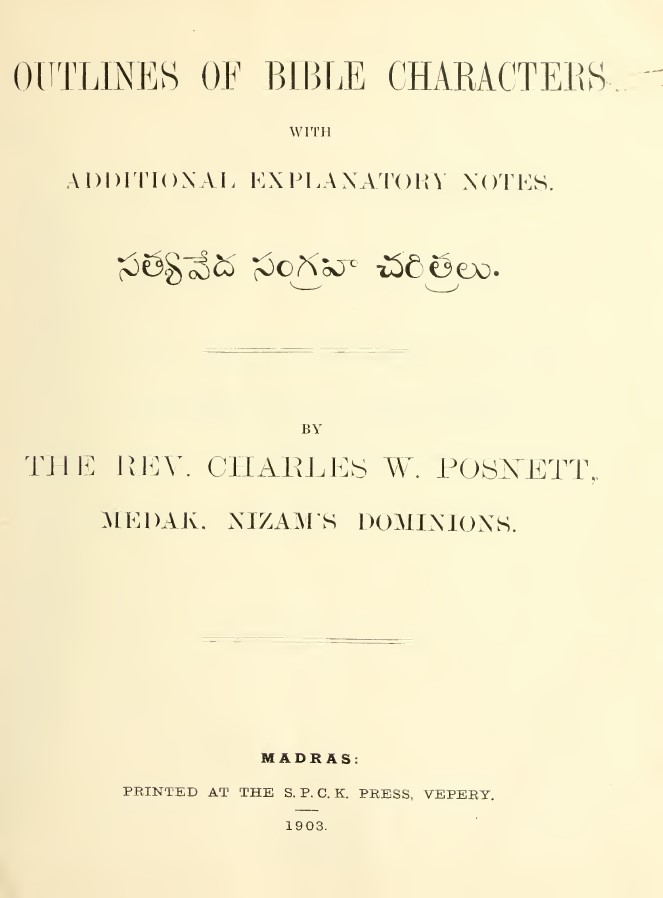 OUTLINES OF BIBLE CHARACTERS.
WITH
ADDITIONAL EXPLANATORY NOTES.
సత్యవేద సంగ్రహ చరిత్రలు.
BY
THE REV. CHARLES W. POSNETT,
MEDAK, NIZAM'S DOMINIONS.
MADRAS:
PRINTED AT THE S. P. C. K. PRESS, VEPERY.
1903.